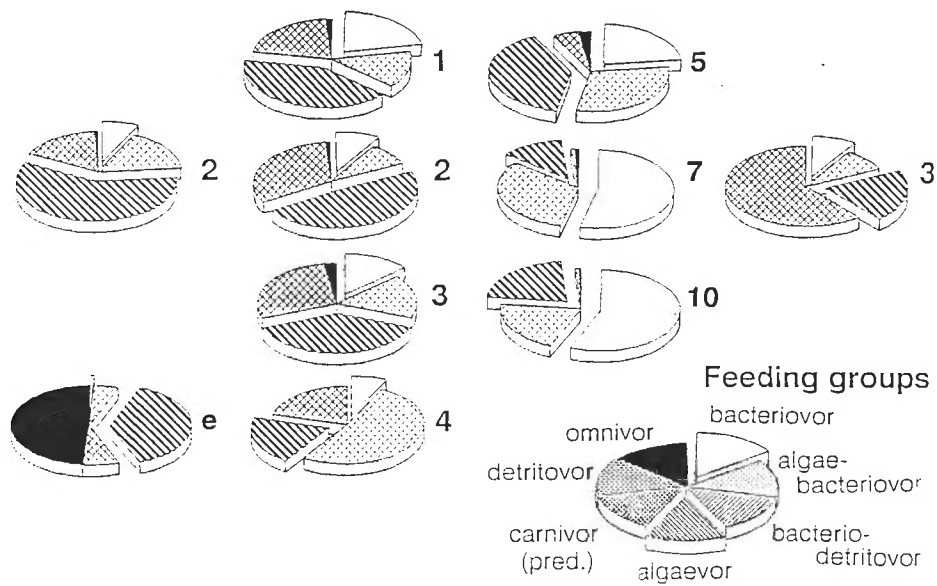 1
5
2
2
7
3
3
10
e
4
Feeding groups
bacteriovor
omnivor
algae-
bacteriovor
detritovor
carnivor
(pred.)
algaevor
bacterio-
detritovor